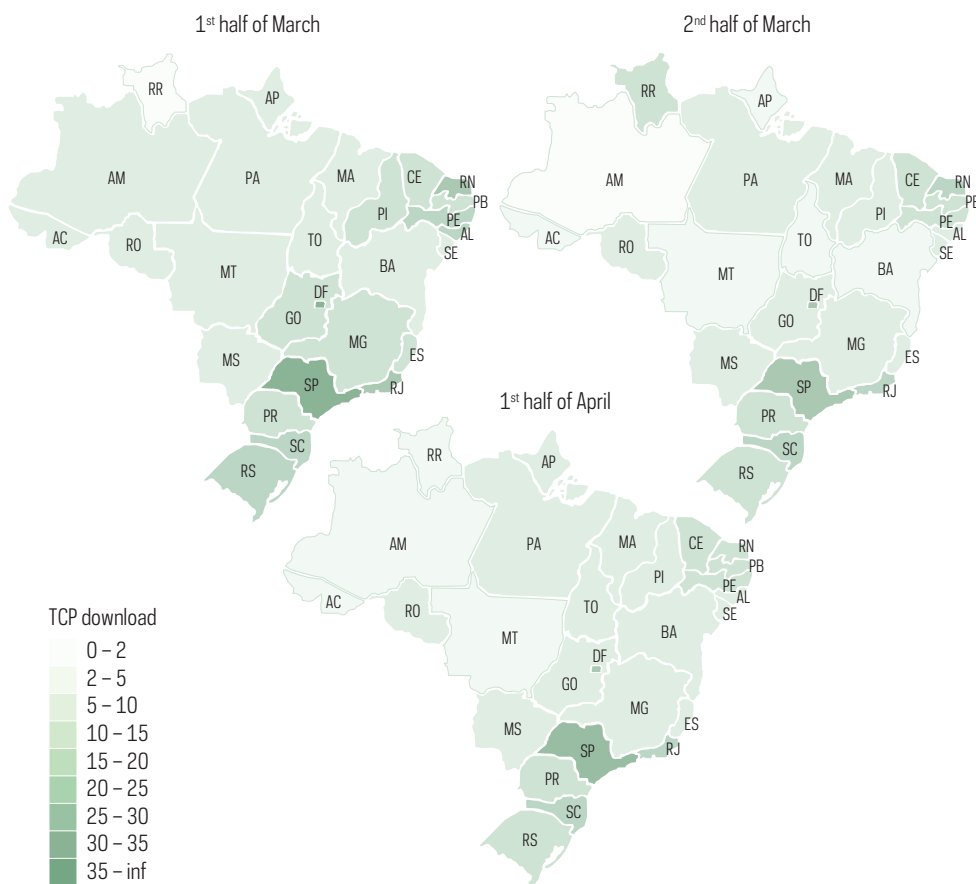 1st half of March
RR
AP
AM
PA
MA
CE
RN
PB
PI
PE
AL
SE
AC
RO
TO
BA
MT
DF
GO
MG
ES
MS
SP
RJ
PR
SC
RS
2nd half of March
RR
AP
AM
PA
MA
CE
RN
PB
PI
PE
AL
SE
AC
RO
TO
BA
MT
DF
GO
MG
ES
MS
SP
RJ
PR
SC
RS
1st half of April
RR
AP
AM
PA
MA
CE
RN
PB
PI
PE
AL
SE
AC
RO
TO
BA
MT
DF
GO
MG
ES
MS
SP
RJ
PR
SC
RS
TCP download
0 – 2
2 – 5
5 – 10
10 – 15
15 – 20
20 – 25
25 – 30
30 – 35
35 – inf